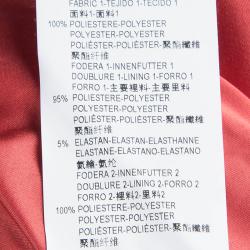 FABRIC 1-TEJIDO 1-TECIDO 1
面料1-面料1
100% POLIESTERE-POLYESTER
POLYESTER-POLYESTER
POLIÉSTER-POLIÉSTER-聚酯纖維
聚酯纤维
FODERA 1-INNENFUTTER 1
DOUBLURE 1-LINING 1-FORRO 1
FORRO 1-主要裡料-主要里料
95% POLIESTERE-POLYESTER
POLYESTER-POLYESTER
POLIÉSTER-POLIÉSTER-聚酯纖維
聚酯纤维
5% ELASTAN-ELASTAN-ELASTHANNE
ELASTANE-ELASTANO-ELASTANO
氨綸-氨纶
FODERA 2-INNENFUTTER 2
DOUBLURE 2-LINING 2-FORRO 2
FORRO 2-裡料2-里料2
100% POLIESTERE-POLYESTER
POLYESTER-POLYESTER
POLIÉSTER-POLIÉSTER-聚酯纖維
聚酯纤维